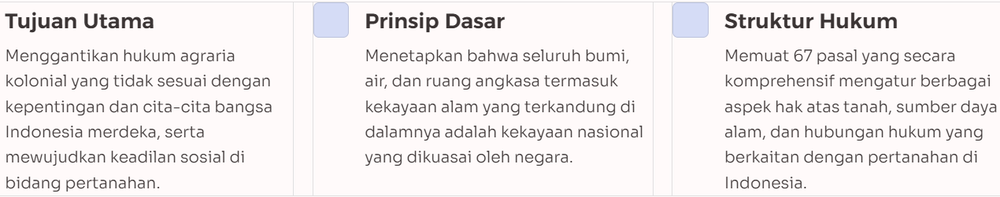 Tujuan Utama
Menggantikan hukum agraria
kolonial yang tidak sesuai dengan
kepentingan dan cita-cita bangsa
Indonesia merdeka, serta
mewujudkan keadilan sosial di
bidang pertanahan.
Prinsip Dasar
Menetapkan bahwa seluruh bumi,
air, dan ruang angkasa termasuk
kekayaan alam yang terkandung di
dalamnya adalah kekayaan nasional
yang dikuasai oleh negara.
Struktur Hukum
Memuat 67 pasal yang secara
komprehensif mengatur berbagai
aspek hak atas tanah, sumber daya
alam, dan hubungan hukum yang
berkaitan dengan pertanahan di
Indonesia.